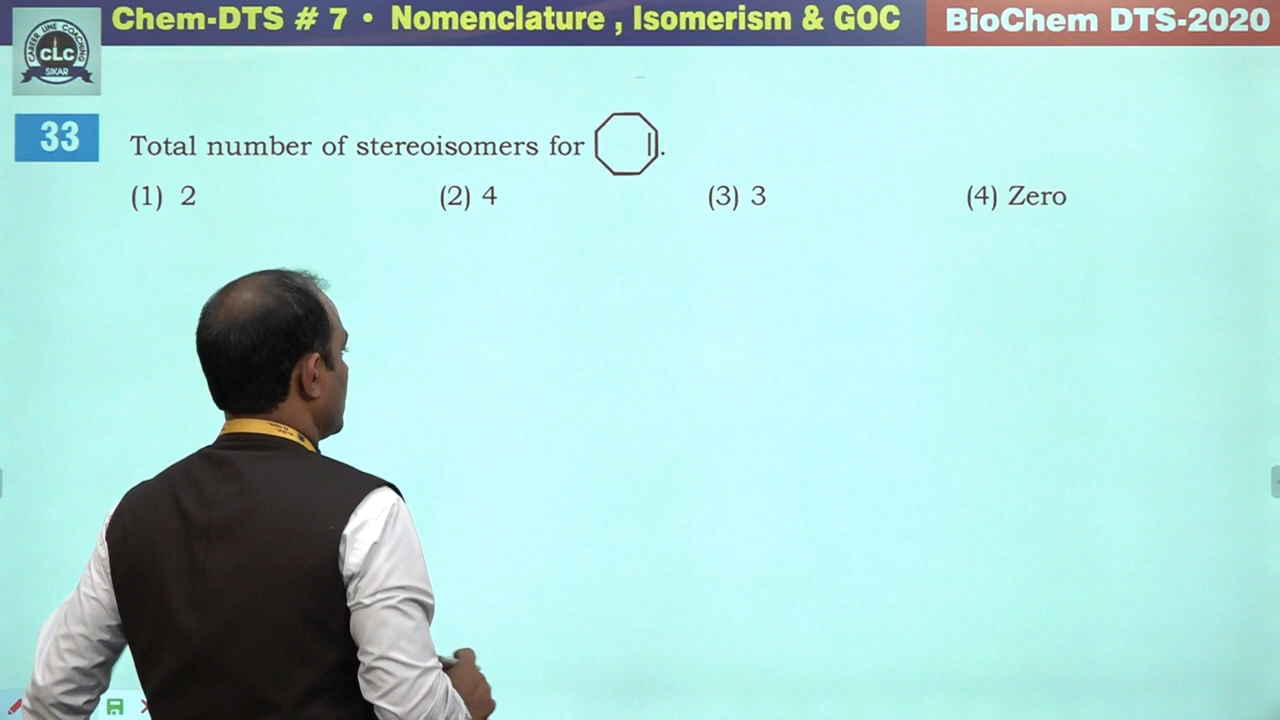 Chem-DTS # 7 • Nomenclature , Isomerism & GOC
BioChem DTS-2020
CAREER LINE COACHING
CLC
SIKAR
33
Total number of stereoisomers for .
(1) 2
(2) 4
(3) 3
(4) Zero